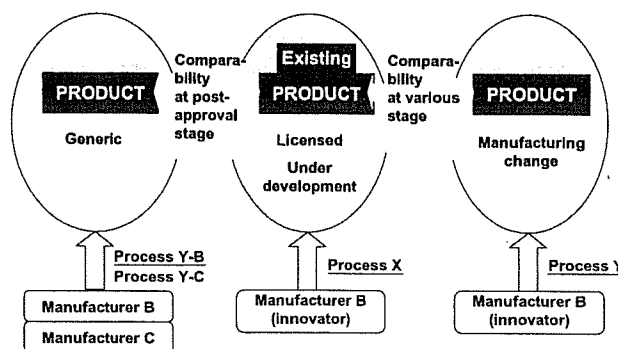 PRODUCT
Generic
Compara-
bility
at post-
approval
stage
Existing
PRODUCT
Licensed
Under
development
Compara-
bility
at various
stage
PRODUCT
Manufacturing
change
Process Y-B
Process Y-C
Manufacturer B
Manufacturer C
Process X
Manufacturer B
(innovator)
Process Y
Manufacturer B
(innovator)